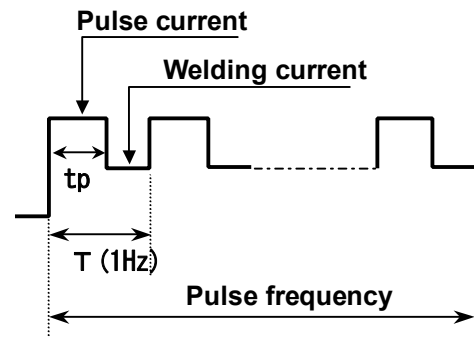 Pulse current
Welding current
tp
T (1Hz)
Pulse frequency